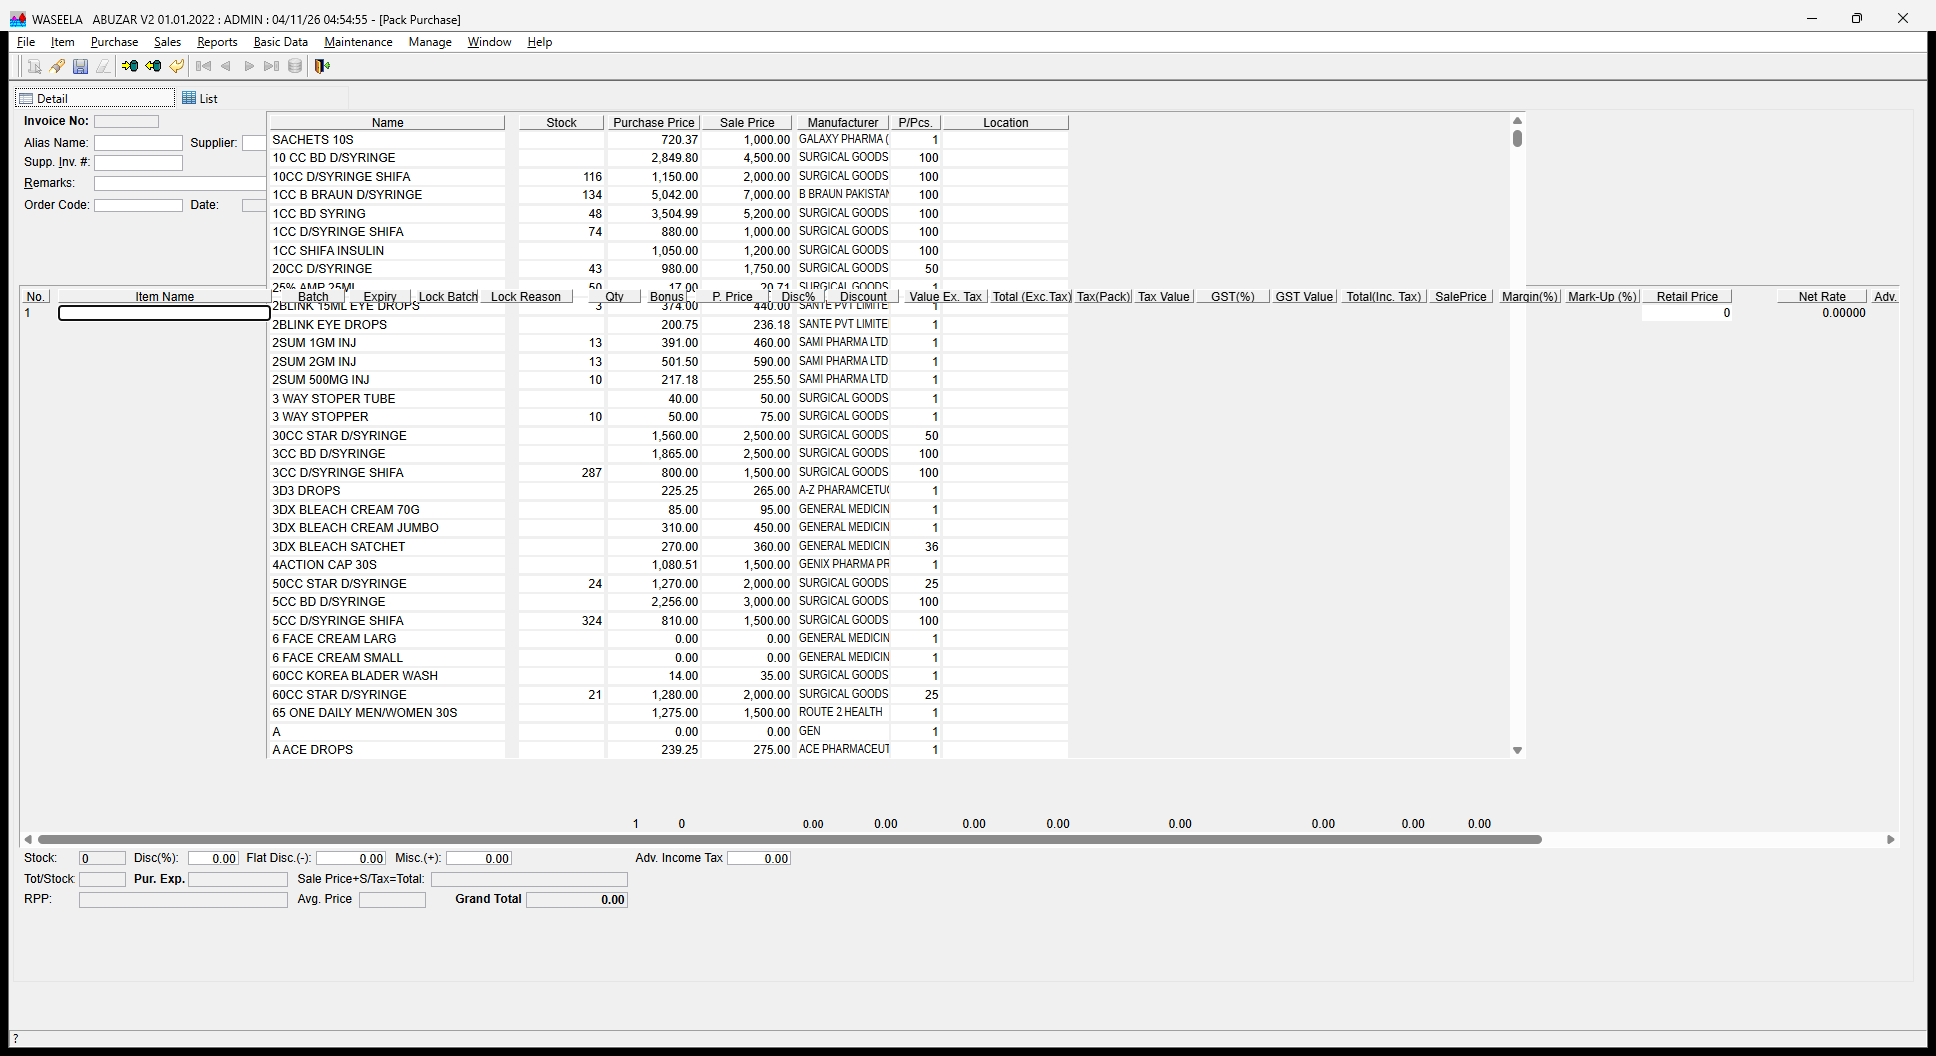 WASEELA ABUZAR V2 01.01.2022 : ADMIN : 04/11/26 04:54:55 - [Pack Purchase]
File Item Purchase Sales Reports Basic Data Maintenance Manage Window Help
Detail List
Invoice No:
Alias Name: Supplier:
Supp. Inv. #:
Remarks:
Order Code: Date:
Name Stock Purchase Price Sale Price Manufacturer P/Pcs. Location
SACHETS 10S 720.37 1,000.00 GALAXY PHARMA ( 1
10 CC BD D/SYRINGE 2,849.80 4,500.00 SURGICAL GOODS 100
10CC D/SYRINGE SHIFA 116 1,150.00 2,000.00 SURGICAL GOODS 100
1CC B BRAUN D/SYRINGE 134 5,042.00 7,000.00 B BRAUN PAKISTAN 100
1CC BD SYRING 48 3,504.99 5,200.00 SURGICAL GOODS 100
1CC D/SYRINGE SHIFA 74 880.00 1,000.00 SURGICAL GOODS 100
1CC SHIFA INSULIN 1,050.00 1,200.00 SURGICAL GOODS 100
20CC D/SYRINGE 43 980.00 1,750.00 SURGICAL GOODS 50
25% AMP 25ML 50 17.00 20.71 SURGICAL GOODS 1
No. Item Name Batch Expiry Lock Batch Lock Reason Qty Bonus P. Price Disc% Discount Value Ex. Tax Total (Exc.Tax) Tax(Pack) Tax Value GST(%) GST Value Total(Inc. Tax) SalePrice Margin(%) Mark-Up (%) Retail Price Net Rate Adv.
2BLINK 15ML EYE DROPS 3 374.00 440.00 SANTE PVT LIMITE 1
1 0 0.00000
2BLINK EYE DROPS 200.75 236.18 SANTE PVT LIMITE 1
2SUM 1GM INJ 13 391.00 460.00 SAMI PHARMA LTD 1
2SUM 2GM INJ 13 501.50 590.00 SAMI PHARMA LTD 1
2SUM 500MG INJ 10 217.18 255.50 SAMI PHARMA LTD 1
3 WAY STOPER TUBE 40.00 50.00 SURGICAL GOODS 1
3 WAY STOPPER 10 50.00 75.00 SURGICAL GOODS 1
30CC STAR D/SYRINGE 1,560.00 2,500.00 SURGICAL GOODS 50
3CC BD D/SYRINGE 1,865.00 2,500.00 SURGICAL GOODS 100
3CC D/SYRINGE SHIFA 287 800.00 1,500.00 SURGICAL GOODS 100
3D3 DROPS 225.25 265.00 A-Z PHARAMCETUC 1
3DX BLEACH CREAM 70G 85.00 95.00 GENERAL MEDICIN 1
3DX BLEACH CREAM JUMBO 310.00 450.00 GENERAL MEDICIN 1
3DX BLEACH SATCHET 270.00 360.00 GENERAL MEDICIN 36
4ACTION CAP 30S 1,080.51 1,500.00 GENIX PHARMA PR 1
50CC STAR D/SYRINGE 24 1,270.00 2,000.00 SURGICAL GOODS 25
5CC BD D/SYRINGE 2,256.00 3,000.00 SURGICAL GOODS 100
5CC D/SYRINGE SHIFA 324 810.00 1,500.00 SURGICAL GOODS 100
6 FACE CREAM LARG 0.00 0.00 GENERAL MEDICIN 1
6 FACE CREAM SMALL 0.00 0.00 GENERAL MEDICIN 1
60CC KOREA BLADER WASH 14.00 35.00 SURGICAL GOODS 1
60CC STAR D/SYRINGE 21 1,280.00 2,000.00 SURGICAL GOODS 25
65 ONE DAILY MEN/WOMEN 30S 1,275.00 1,500.00 ROUTE 2 HEALTH 1
A 0.00 0.00 GEN 1
A ACE DROPS 239.25 275.00 ACE PHARMACEUT 1
1 0 0.00 0.00 0.00 0.00 0.00 0.00 0.00 0.00
Stock: 0 Disc(%): 0.00 Flat Disc.(-): 0.00 Misc.(+): 0.00 Adv. Income Tax 0.00
Tot/Stock Pur. Exp. Sale Price+S/Tax=Total:
RPP: Avg. Price Grand Total 0.00
?